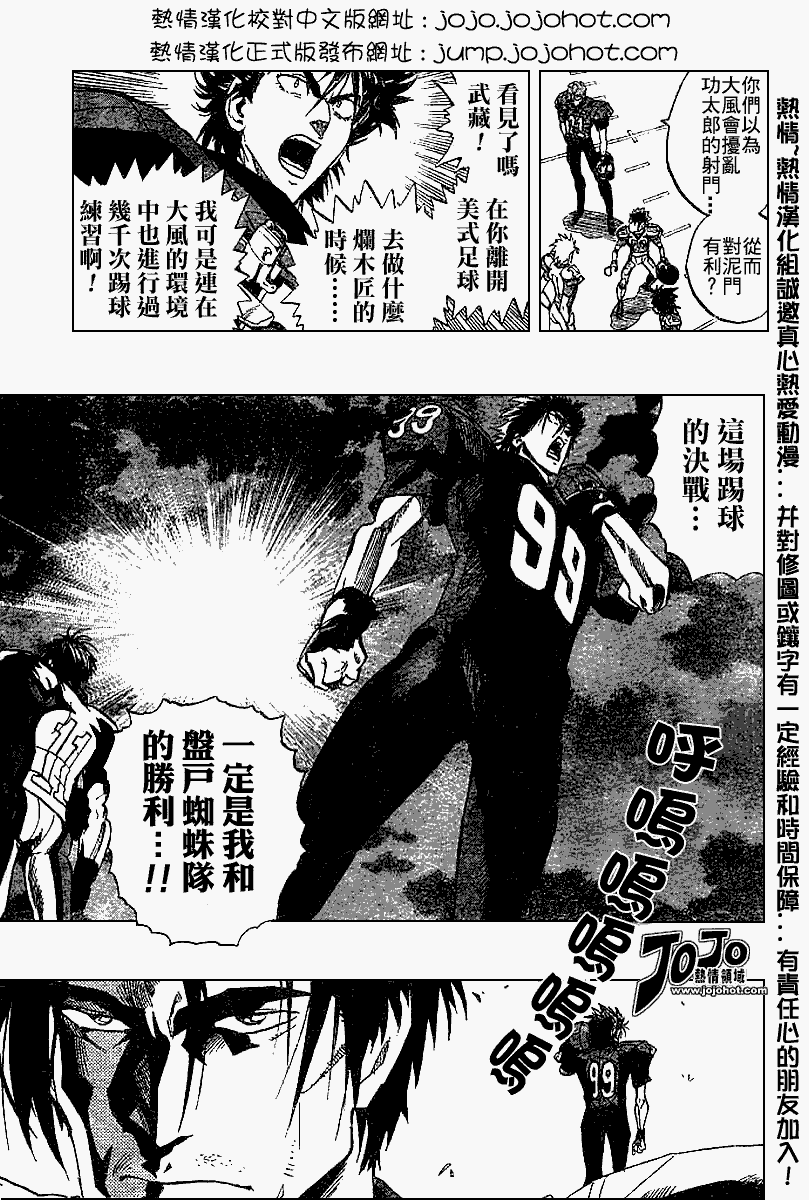 熱情漢化校對中文版網址：jojo.jojohot.com
熱情漢化正式版發布網址：jump.jojohot.com
你們以為
大風會擾亂
功太郎的射門…
從而
對泥門
有利？
看見了嗎
武藏！
在你離開
美式足球
去做什麼
爛木匠的
時候……
我可是連在
大風的環境
中也進行過
幾千次踢球
練習啊！
這場踢球
的決戰…
99
99
11
一定是我和
盤戶蜘蛛隊
的勝利…!!
呼嗚嗚嗚嗚嗚
JOJO
熱情領域
www.jojohot.com
99
熱情，熱情漢化組誠邀真心熱愛動漫…并對修圖或鑲字有一定經驗和時間保障…有責任心的朋友加入！